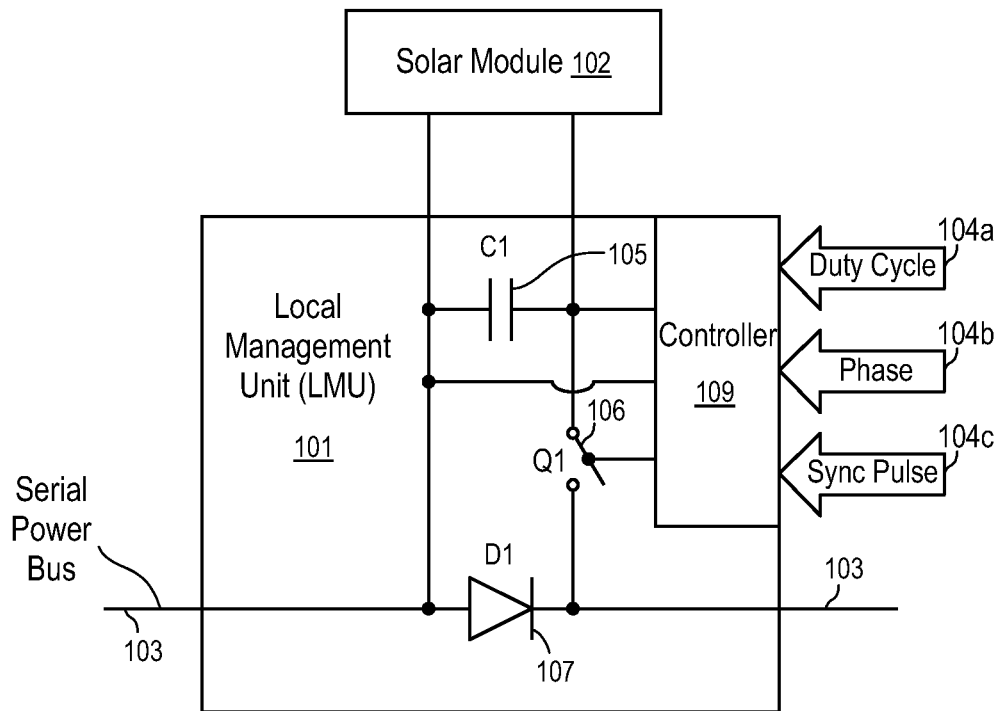 Solar Module 102
C1
105
Local
Management
Unit (LMU)
101
Controller
109
Duty Cycle
104a
Phase
104b
Sync Pulse
104c
106
Q1
Serial
Power
Bus
D1
103
103
107